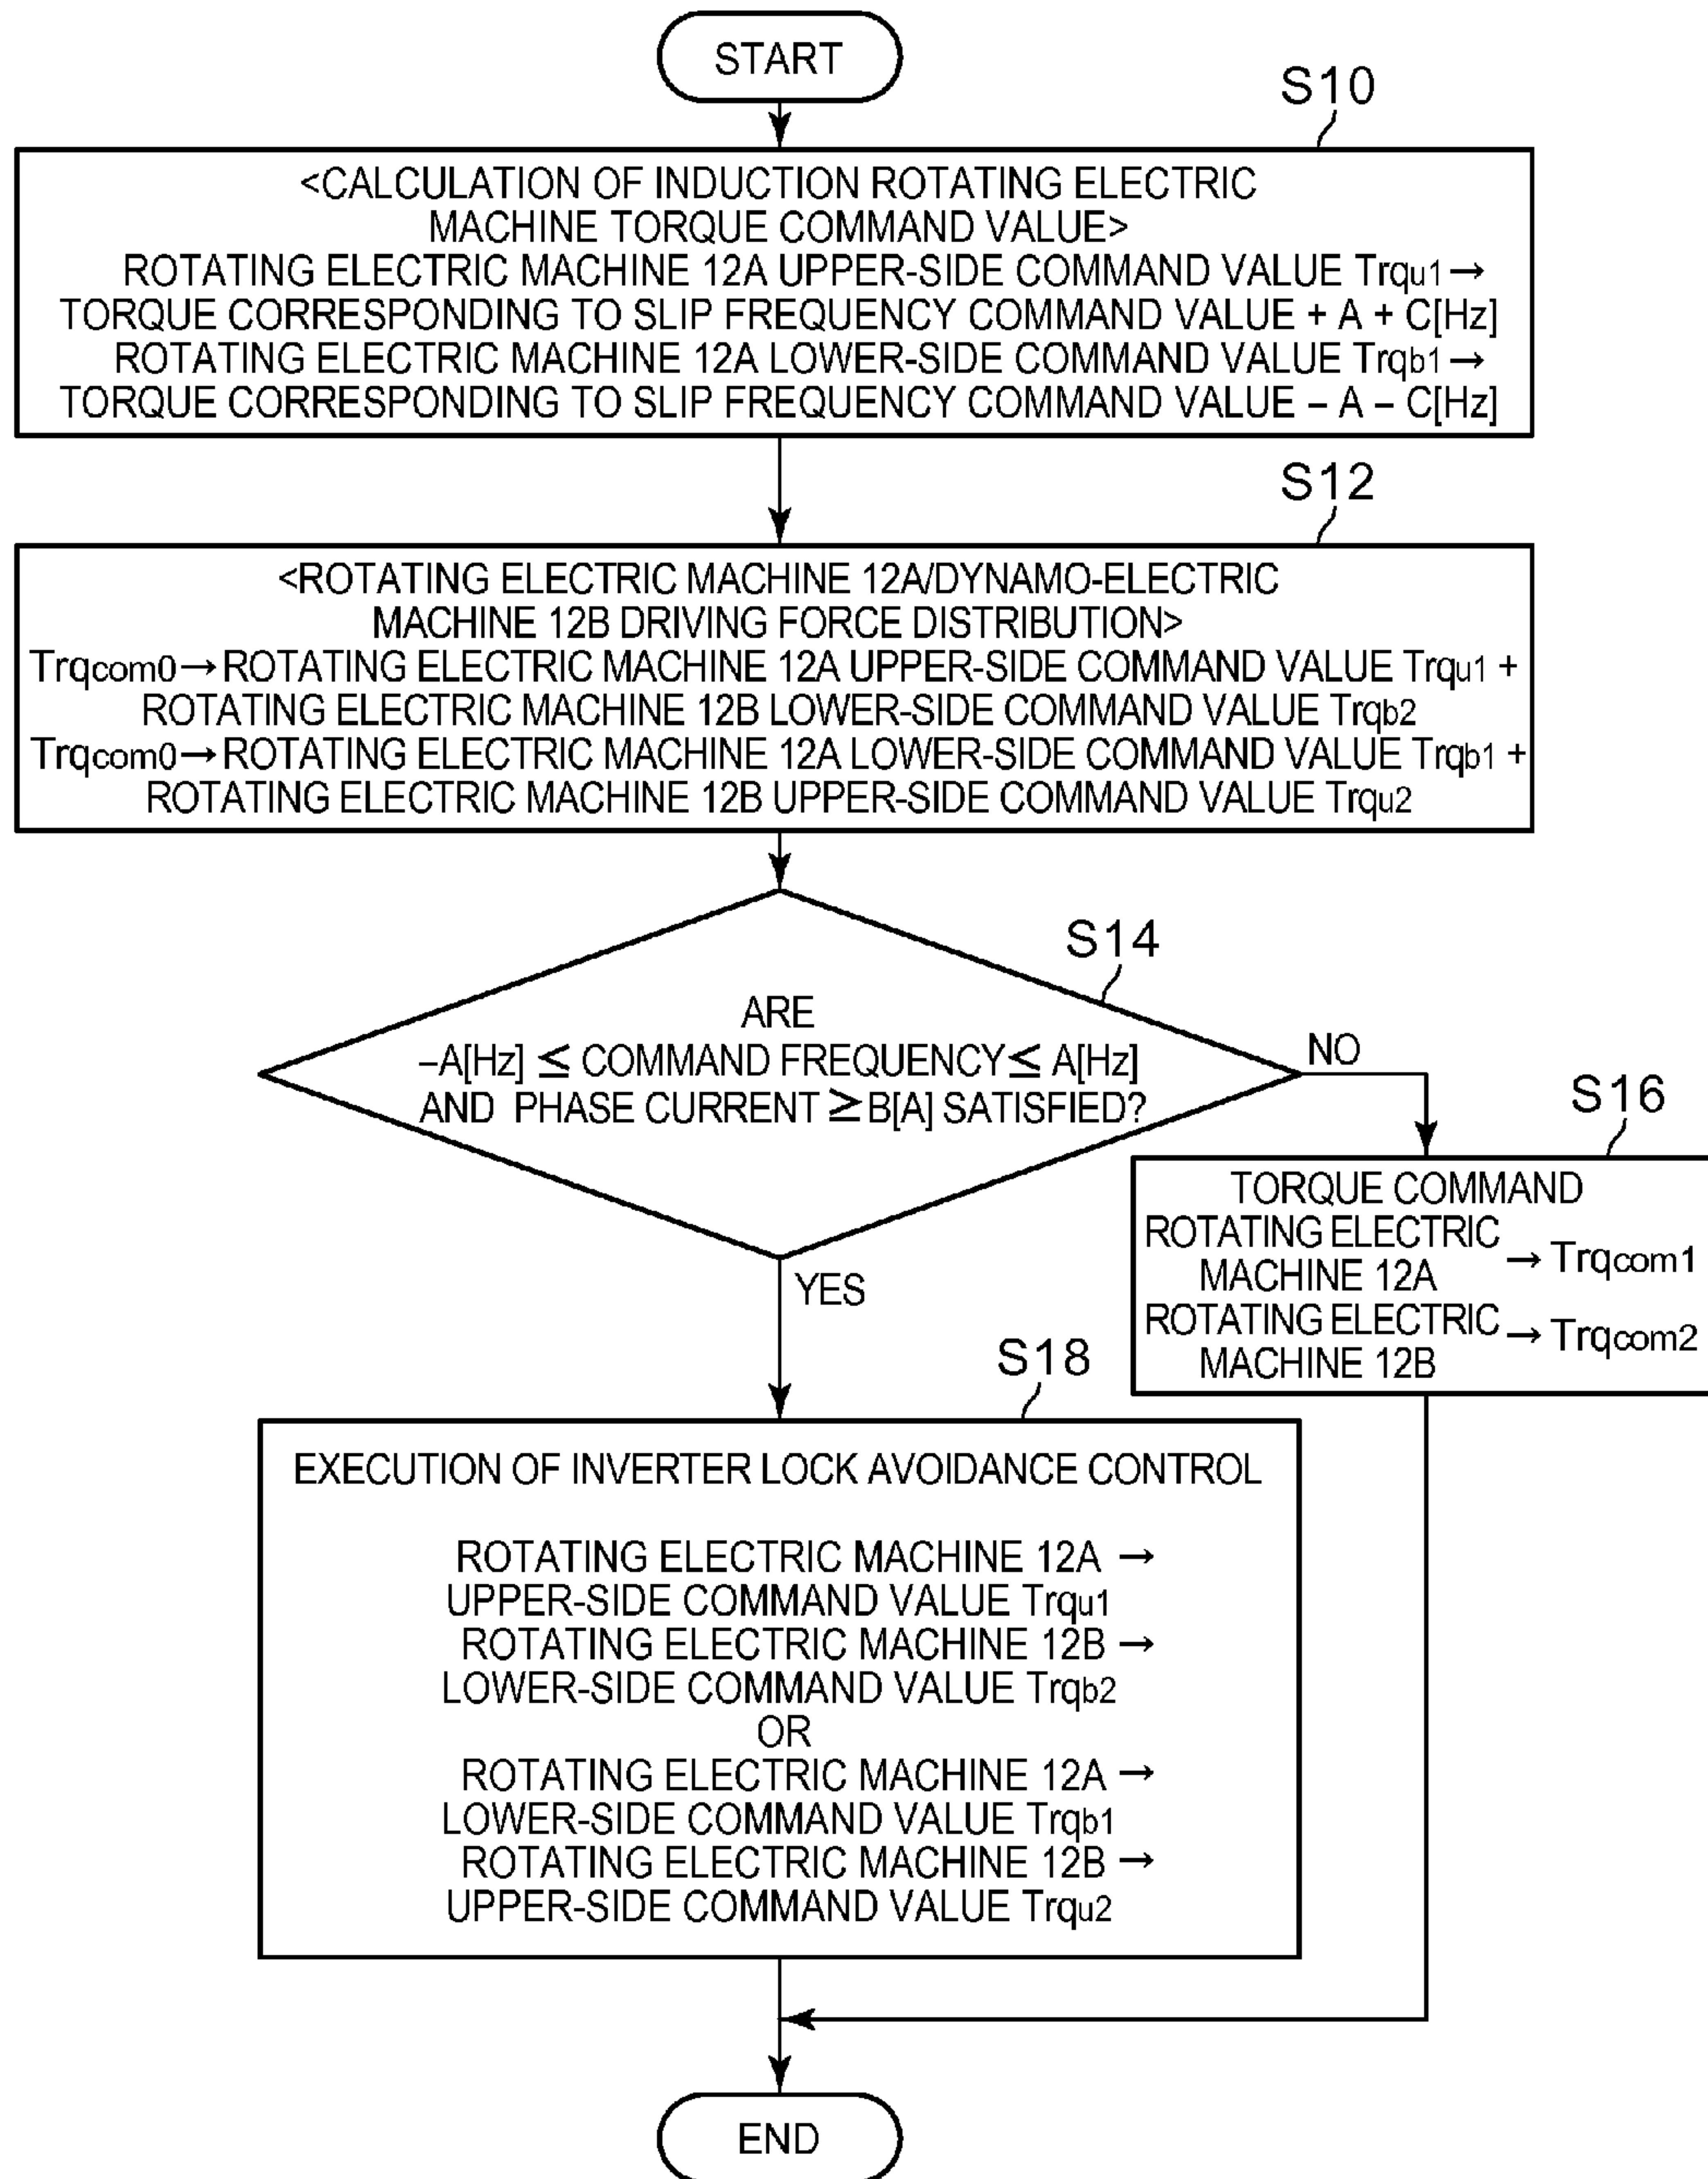 START
S10
<CALCULATION OF INDUCTION ROTATING ELECTRIC
MACHINE TORQUE COMMAND VALUE>
ROTATING ELECTRIC MACHINE 12A UPPER-SIDE COMMAND VALUE Trqu1→
TORQUE CORRESPONDING TO SLIP FREQUENCY COMMAND VALUE + A + C[Hz]
ROTATING ELECTRIC MACHINE 12A LOWER-SIDE COMMAND VALUE Trqb1→
TORQUE CORRESPONDING TO SLIP FREQUENCY COMMAND VALUE – A – C[Hz]
S12
<ROTATING ELECTRIC MACHINE 12A/DYNAMO-ELECTRIC
MACHINE 12B DRIVING FORCE DISTRIBUTION>
Trqcom0→ROTATING ELECTRIC MACHINE 12A UPPER-SIDE COMMAND VALUE Trqu1 +
ROTATING ELECTRIC MACHINE 12B LOWER-SIDE COMMAND VALUE Trqb2
Trqcom0→ROTATING ELECTRIC MACHINE 12A LOWER-SIDE COMMAND VALUE Trqb1 +
ROTATING ELECTRIC MACHINE 12B UPPER-SIDE COMMAND VALUE Trqu2
S14
ARE
–A[Hz] ≤ COMMAND FREQUENCY ≤ A[Hz]
AND PHASE CURRENT ≥ B[A] SATISFIED?
NO
YES
S16
TORQUE COMMAND
ROTATING ELECTRIC
MACHINE 12A → Trqcom1
ROTATING ELECTRIC
MACHINE 12B → Trqcom2
S18
EXECUTION OF INVERTER LOCK AVOIDANCE CONTROL
ROTATING ELECTRIC MACHINE 12A →
UPPER-SIDE COMMAND VALUE Trqu1
ROTATING ELECTRIC MACHINE 12B →
LOWER-SIDE COMMAND VALUE Trqb2
OR
ROTATING ELECTRIC MACHINE 12A →
LOWER-SIDE COMMAND VALUE Trqb1
ROTATING ELECTRIC MACHINE 12B →
UPPER-SIDE COMMAND VALUE Trqu2
END